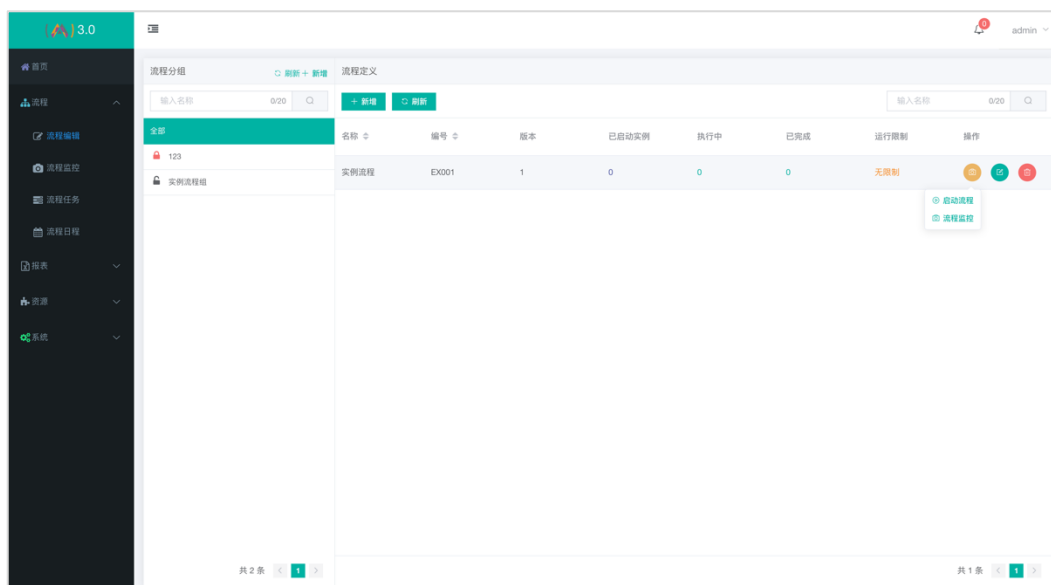 3.0
0
admin
首页
流程
流程编辑
流程监控
流程任务
流程日程
报表
资源
系统
流程分组
刷新 + 新增
输入名称 0/20
全部
123
实例流程组
共 2 条 < 1 >
流程定义
+ 新增 刷新
输入名称 0/20
名称 编号 版本 已启动实例 执行中 已完成 运行限制 操作
实例流程 EX001 1 0 0 0 无限制
启动流程
流程监控
共 1 条 < 1 >